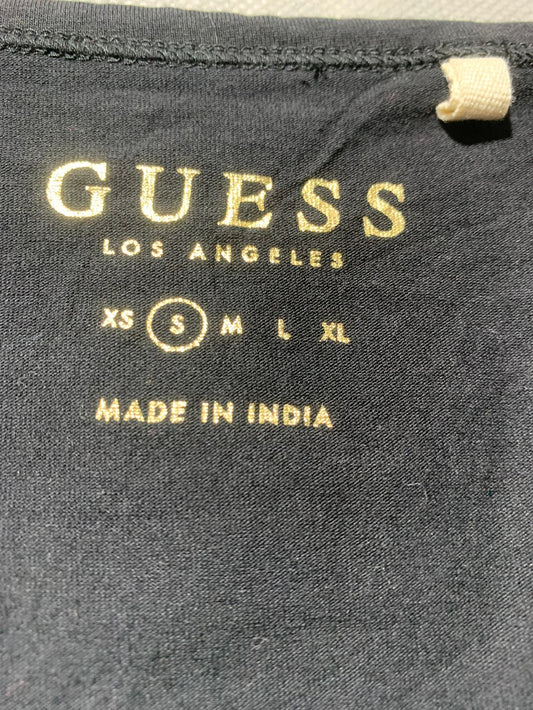 GUESS
LOS ANGELES
XS S M L XL
MADE IN INDIA